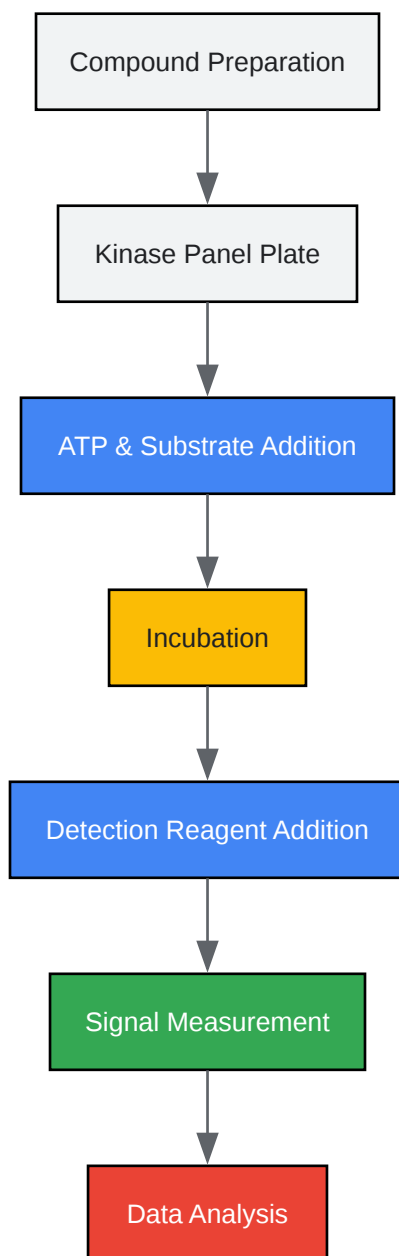 Compound Preparation
Kinase Panel Plate
ATP & Substrate Addition
Incubation
Detection Reagent Addition
Signal Measurement
Data Analysis